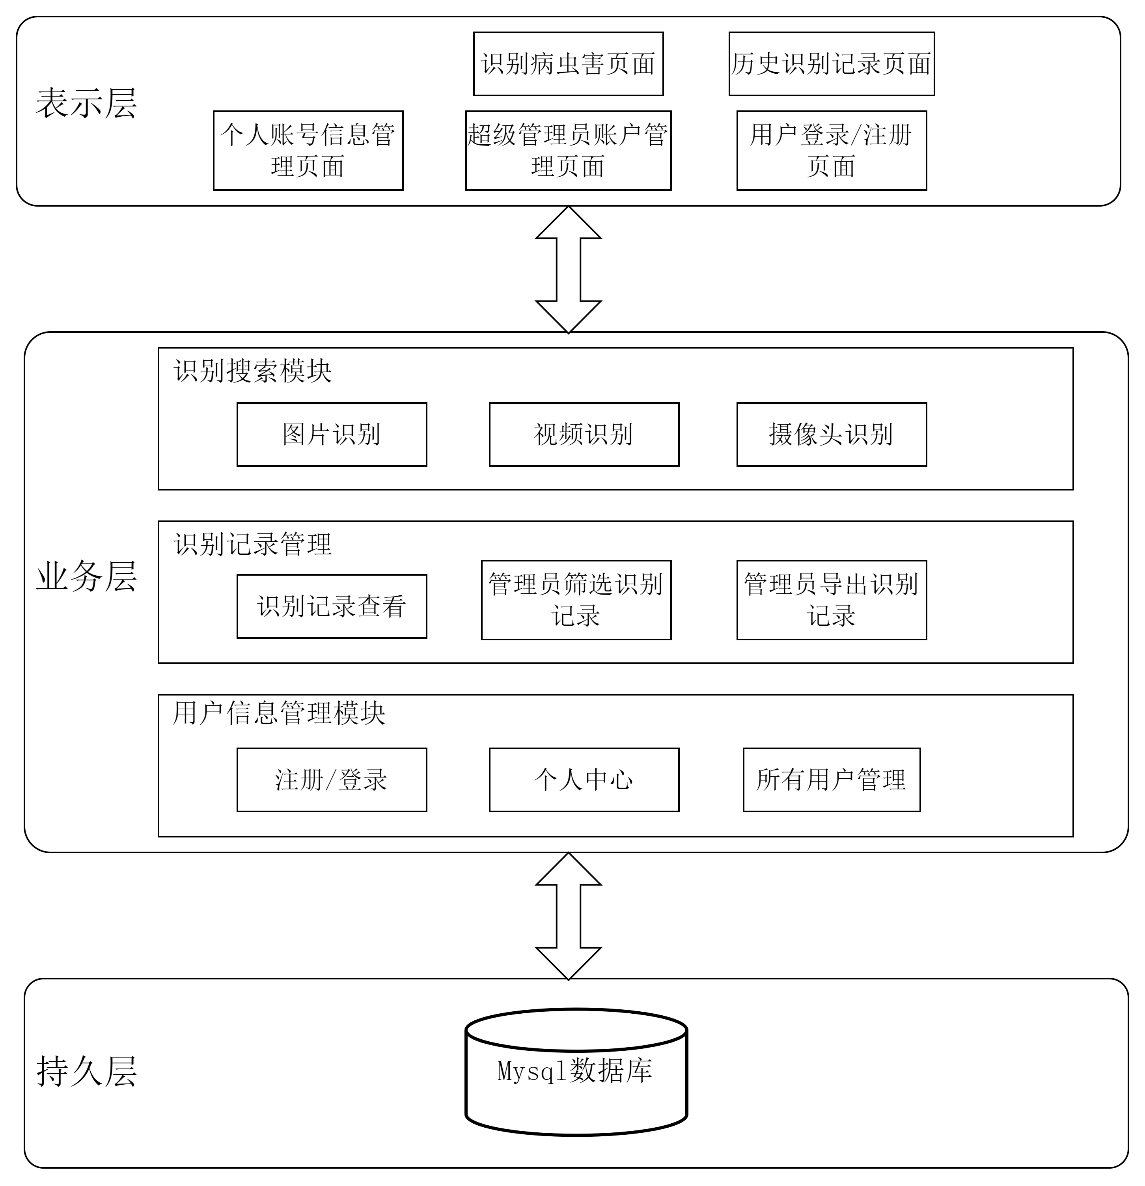 表示层
识别病虫害页面
历史识别记录页面
个人账号信息管
理页面
超级管理员账户管
理页面
用户登录/注册
页面
业务层
识别搜索模块
图片识别
视频识别
摄像头识别
识别记录管理
识别记录查看
管理员筛选识别
记录
管理员导出识别
记录
用户信息管理模块
注册/登录
个人中心
所有用户管理
持久层
Mysql数据库